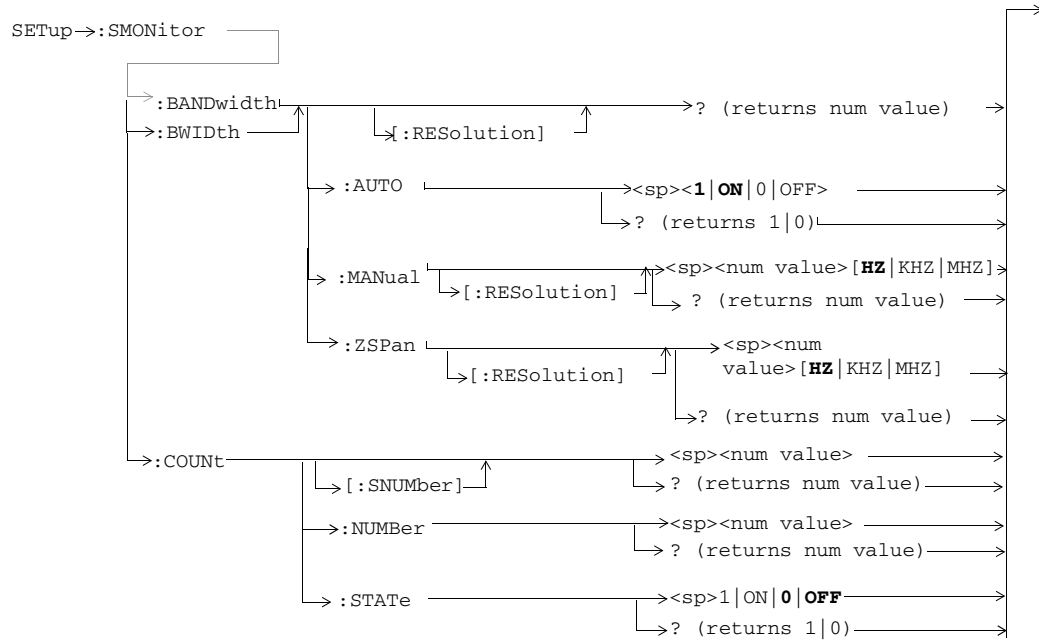 SETup :SMONitor
:BANDwidth ? (returns num value)
:BWIDth [:RESolution]
:AUTO <sp><1|ON|0|OFF>
? (returns 1|0)
:MANual <sp><num value>[HZ|KHZ|MHZ]
[:RESolution] ? (returns num value)
:ZSPan <sp><num
value>[HZ|KHZ|MHZ]
[:RESolution]
? (returns num value)
:COUNt <sp><num value>
[:SNUMber] ? (returns num value)
:NUMBer <sp><num value>
? (returns num value)
:STATe <sp>1|ON|0|OFF
? (returns 1|0)